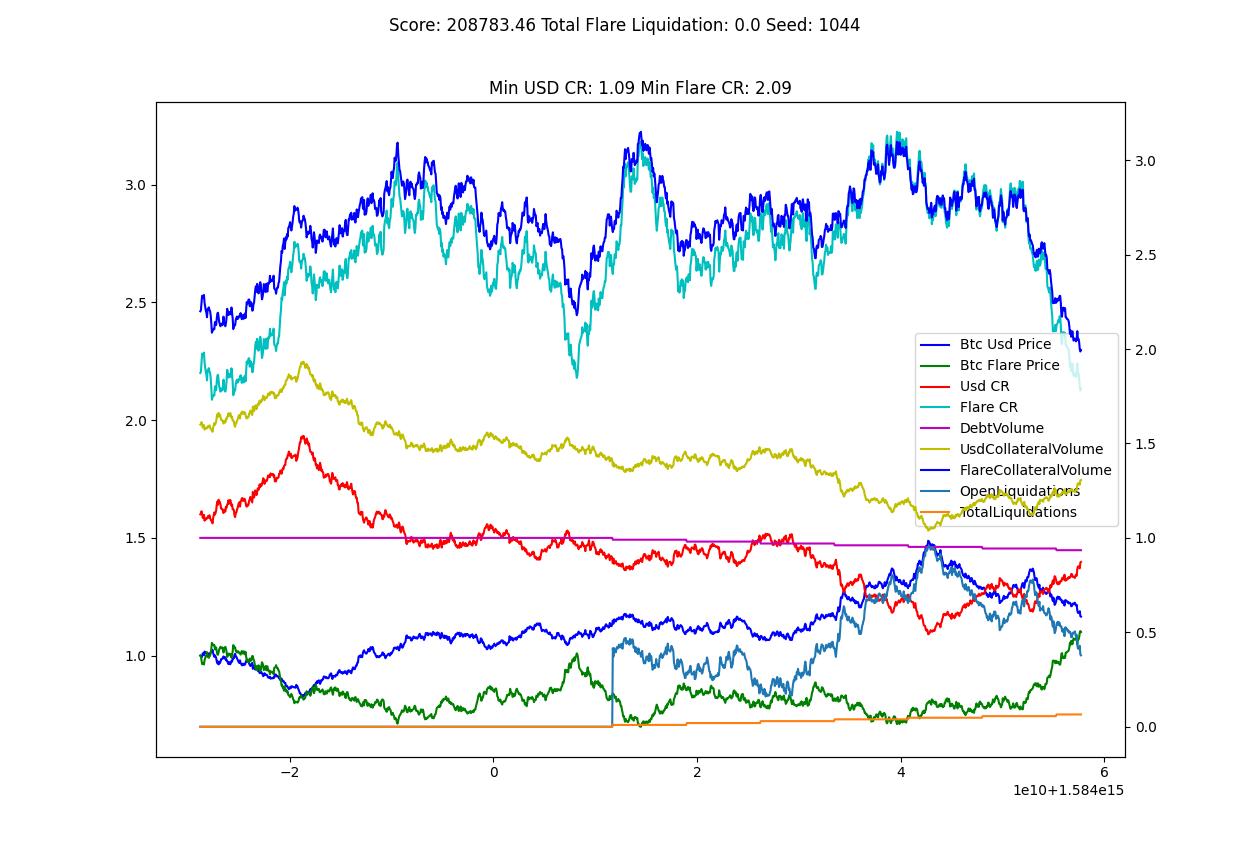 Score: 208783.46 Total Flare Liquidation: 0.0 Seed: 1044
Min USD CR: 1.09 Min Flare CR: 2.09
3.0
2.5
2.0
1.5
1.0
3.0
2.5
2.0
1.5
1.0
0.5
0.0
Btc Usd Price
Btc Flare Price
Usd CR
Flare CR
DebtVolume
UsdCollateralVolume
FlareCollateralVolume
OpenLiquidations
TotalLiquidations
−2 0 2 4 6
1e10+1.584e15